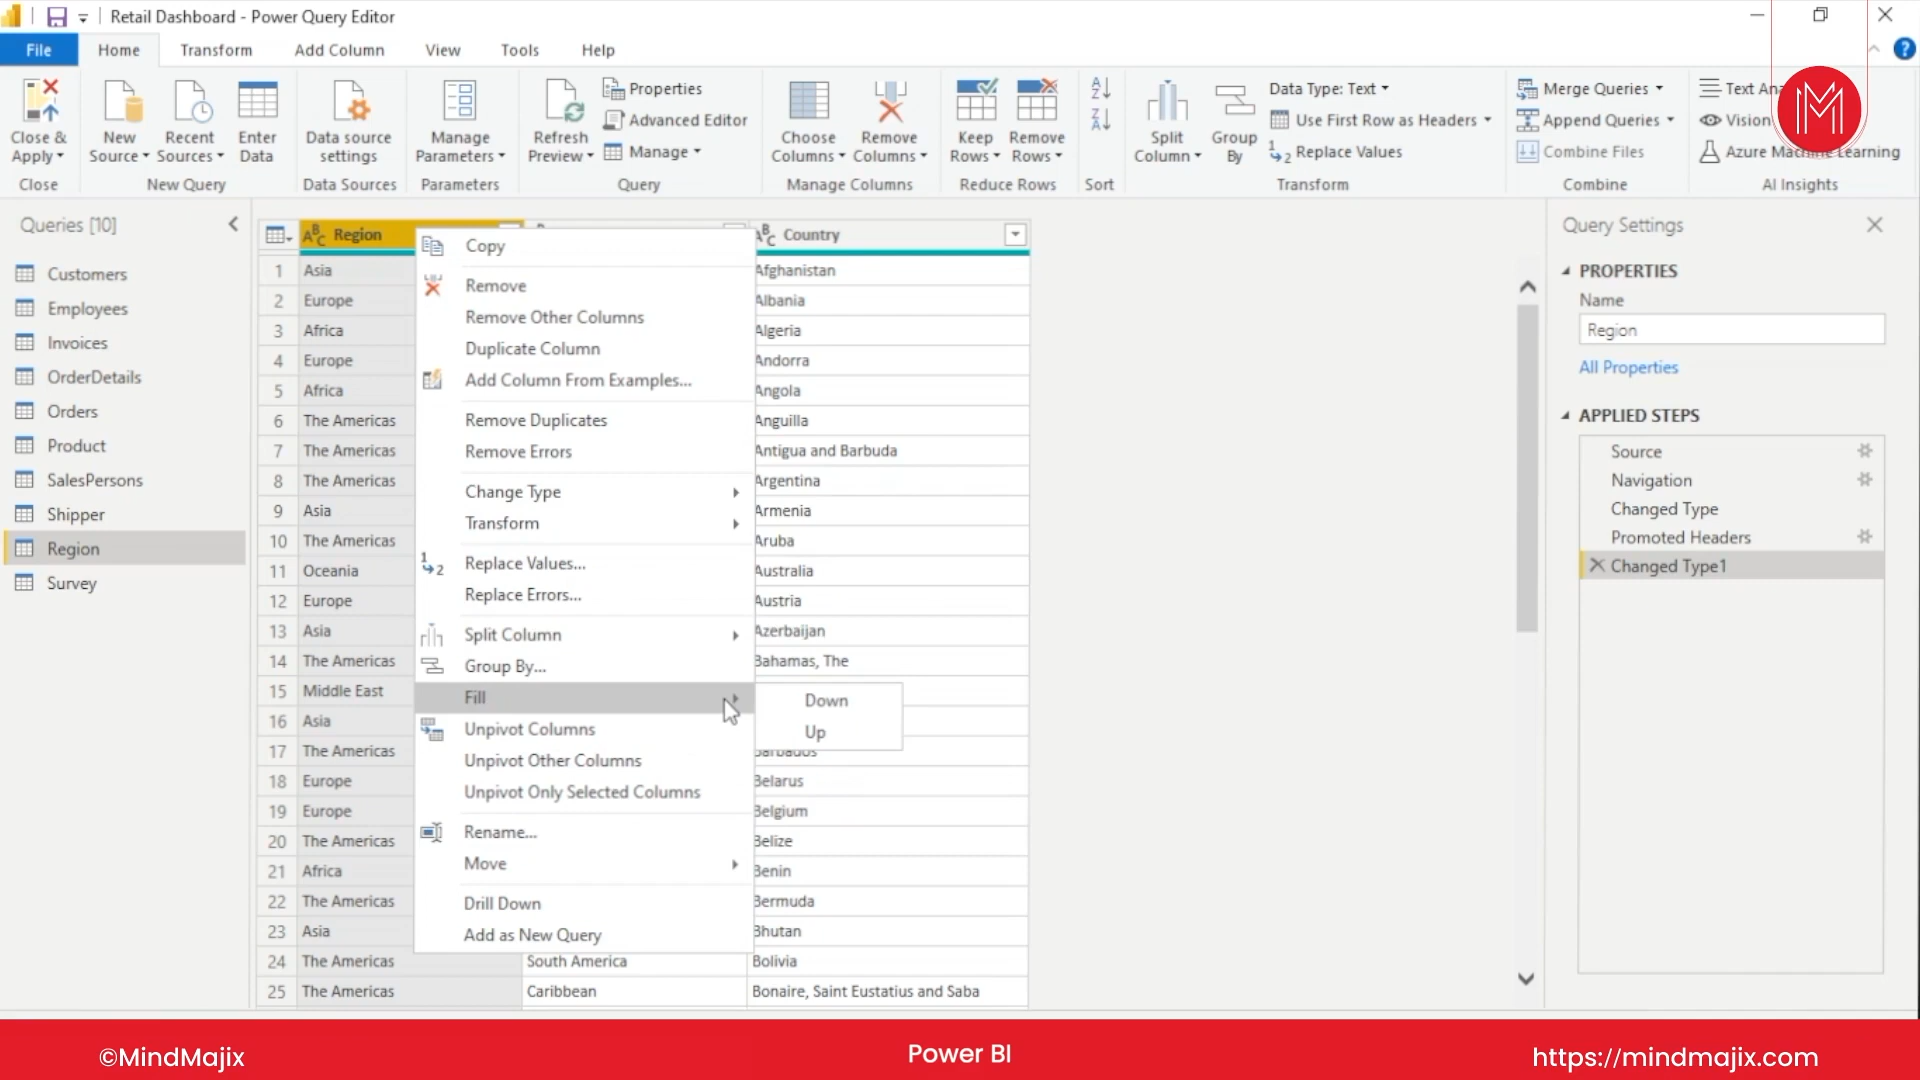 Retail Dashboard - Power Query Editor
File Home Transform Add Column View Tools Help
Close & Apply
New Source
Recent Sources
Enter Data
Data source settings
Manage Parameters
Refresh Preview
Properties
Advanced Editor
Manage
Choose Columns
Remove Columns
Keep Rows
Remove Rows
Split Column
Group By
Data Type: Text
Use First Row as Headers
Replace Values
Merge Queries
Append Queries
Combine Files
Text Ana
Vision
Azure Machine Learning
Close New Query Data Sources Parameters Query Manage Columns Reduce Rows Sort Transform Combine AI Insights
Queries [10]
Customers
Employees
Invoices
OrderDetails
Orders
Product
SalesPersons
Shipper
Region
Survey
Region Country
1 Asia Afghanistan
2 Europe Albania
3 Africa Algeria
4 Europe Andorra
5 Africa Angola
6 The Americas Anguilla
7 The Americas Antigua and Barbuda
8 The Americas Argentina
9 Asia Armenia
10 The Americas Aruba
11 Oceania Australia
12 Europe Austria
13 Asia Azerbaijan
14 The Americas Bahamas, The
15 Middle East
16 Asia
17 The Americas Barbados
18 Europe Belarus
19 Europe Belgium
20 The Americas Belize
21 Africa Benin
22 The Americas Bermuda
23 Asia Bhutan
24 The Americas South America Bolivia
25 The Americas Caribbean Bonaire, Saint Eustatius and Saba
Copy
Remove
Remove Other Columns
Duplicate Column
Add Column From Examples...
Remove Duplicates
Remove Errors
Change Type
Transform
Replace Values...
Replace Errors...
Split Column
Group By...
Fill
Unpivot Columns
Unpivot Other Columns
Unpivot Only Selected Columns
Rename...
Move
Drill Down
Add as New Query
Down
Up
Query Settings
PROPERTIES
Name
Region
All Properties
APPLIED STEPS
Source
Navigation
Changed Type
Promoted Headers
Changed Type1
©MindMajix
Power BI
https://mindmajix.com